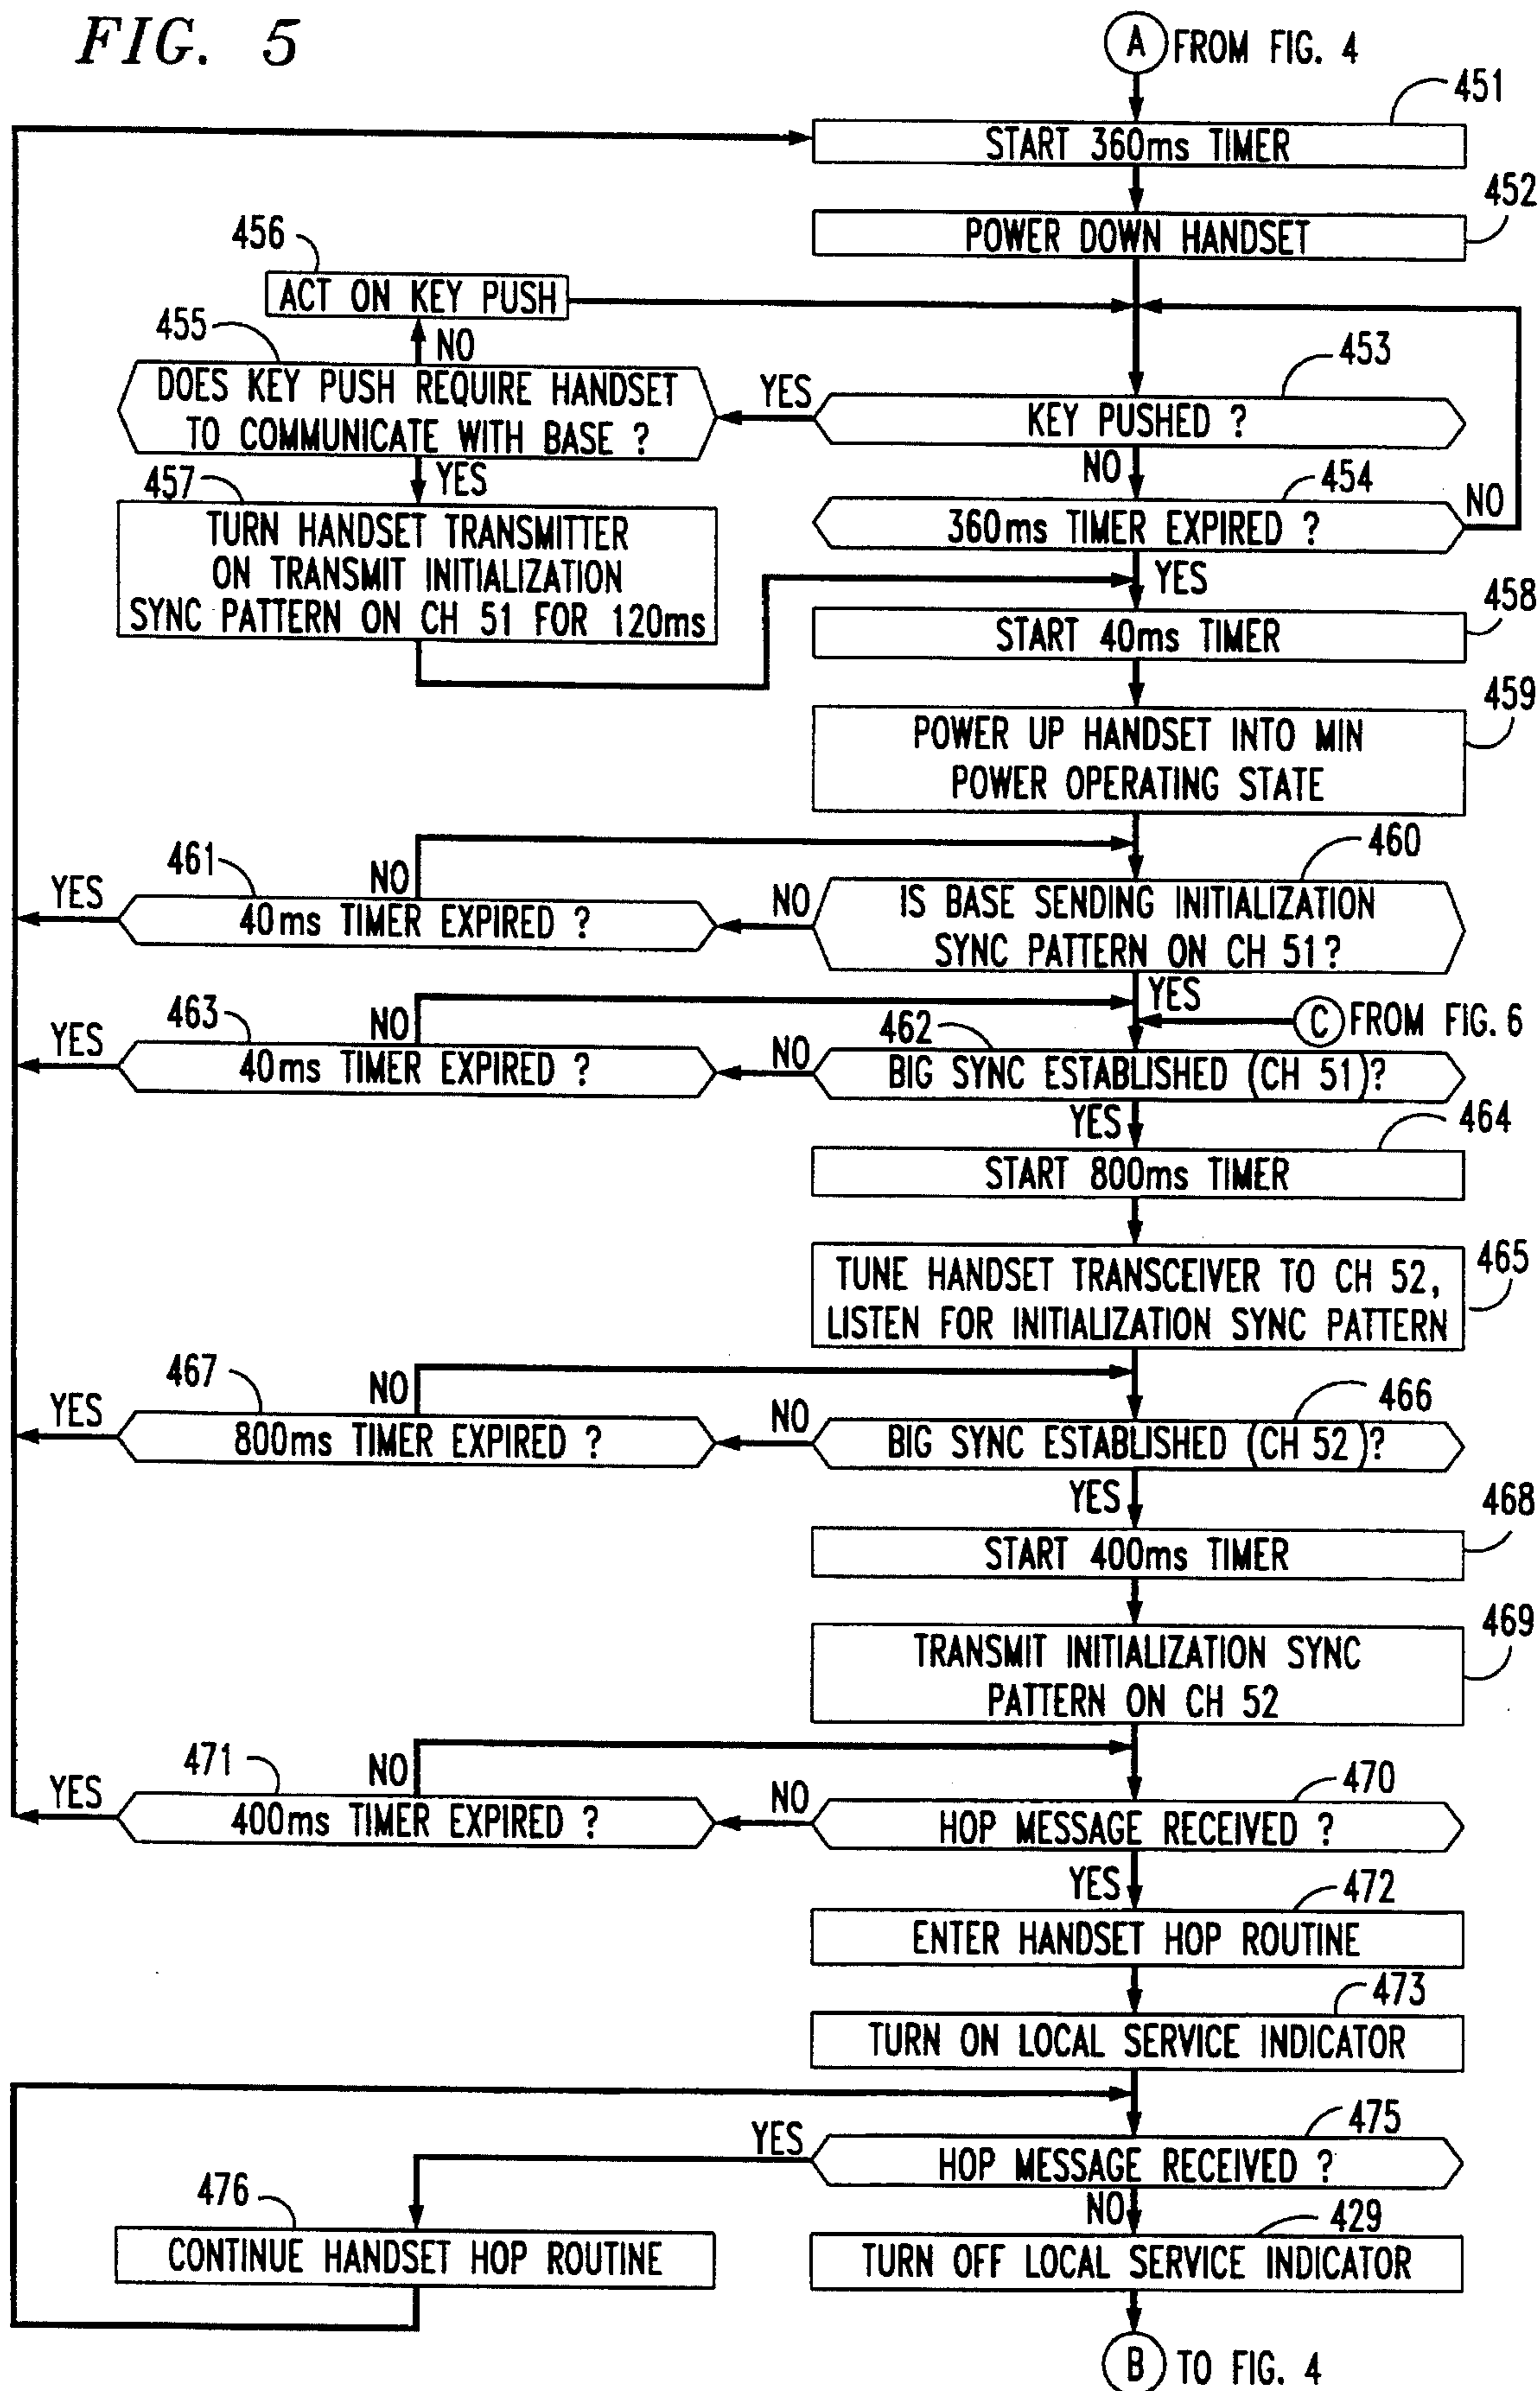 FIG. 5
A FROM FIG. 4
451
START 360ms TIMER
452
POWER DOWN HANDSET
456
ACT ON KEY PUSH
455
NO
453
DOES KEY PUSH REQUIRE HANDSET
TO COMMUNICATE WITH BASE ?
YES
KEY PUSHED ?
457
YES
NO
454
NO
TURN HANDSET TRANSMITTER
ON TRANSMIT INITIALIZATION
SYNC PATTERN ON CH 51 FOR 120ms
360ms TIMER EXPIRED ?
YES
458
START 40ms TIMER
459
POWER UP HANDSET INTO MIN
POWER OPERATING STATE
461
NO
460
YES
40ms TIMER EXPIRED ?
NO
IS BASE SENDING INITIALIZATION
SYNC PATTERN ON CH 51?
YES
463
NO
462
C FROM FIG. 6
YES
40ms TIMER EXPIRED ?
NO
BIG SYNC ESTABLISHED (CH 51)?
YES
464
START 800ms TIMER
465
TUNE HANDSET TRANSCEIVER TO CH 52,
LISTEN FOR INITIALIZATION SYNC PATTERN
467
NO
466
YES
800ms TIMER EXPIRED ?
NO
BIG SYNC ESTABLISHED (CH 52)?
YES
468
START 400ms TIMER
469
TRANSMIT INITIALIZATION SYNC
PATTERN ON CH 52
471
NO
470
YES
400ms TIMER EXPIRED ?
NO
HOP MESSAGE RECEIVED ?
YES
472
ENTER HANDSET HOP ROUTINE
473
TURN ON LOCAL SERVICE INDICATOR
475
YES
HOP MESSAGE RECEIVED ?
476
NO
429
CONTINUE HANDSET HOP ROUTINE
TURN OFF LOCAL SERVICE INDICATOR
B TO FIG. 4